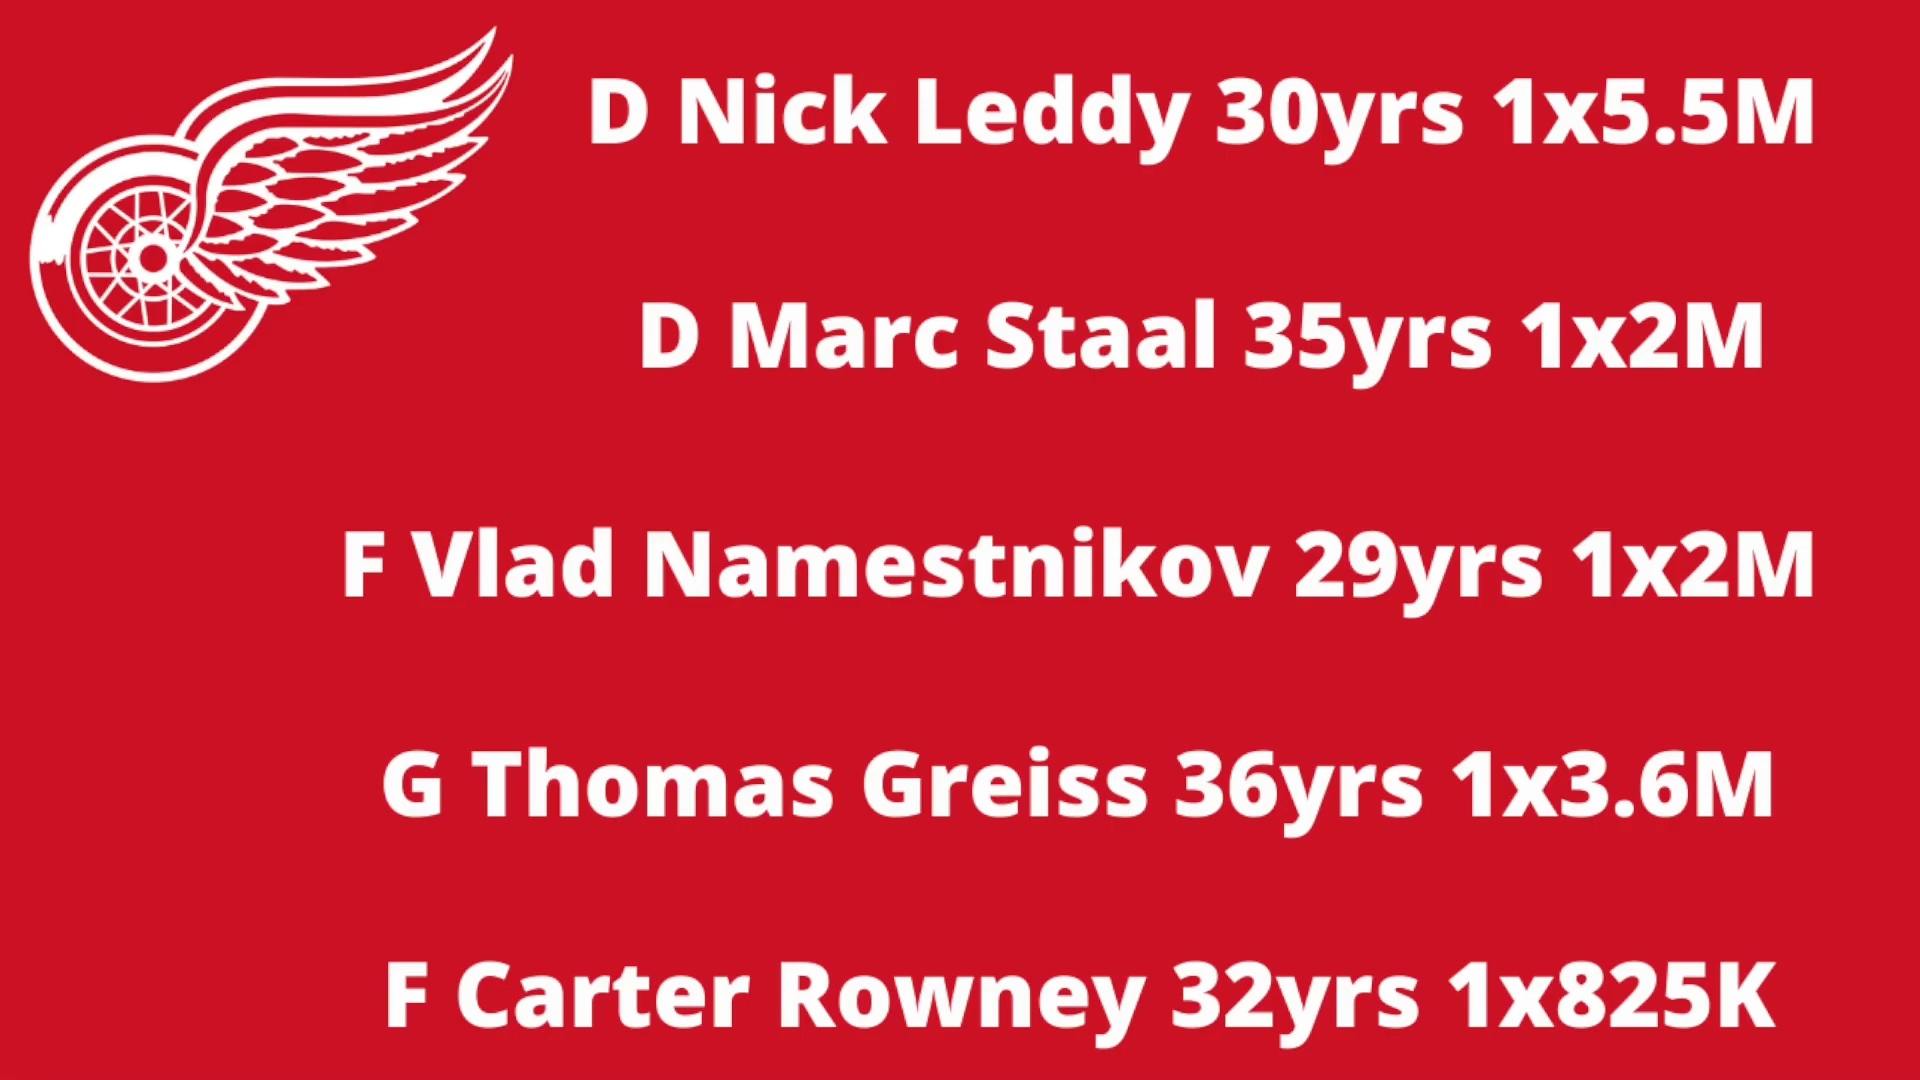 D Nick Leddy 30yrs 1x5.5M
D Marc Staal 35yrs 1x2M
F Vlad Namestnikov 29yrs 1x2M
G Thomas Greiss 36yrs 1x3.6M
F Carter Rowney 32yrs 1x825K